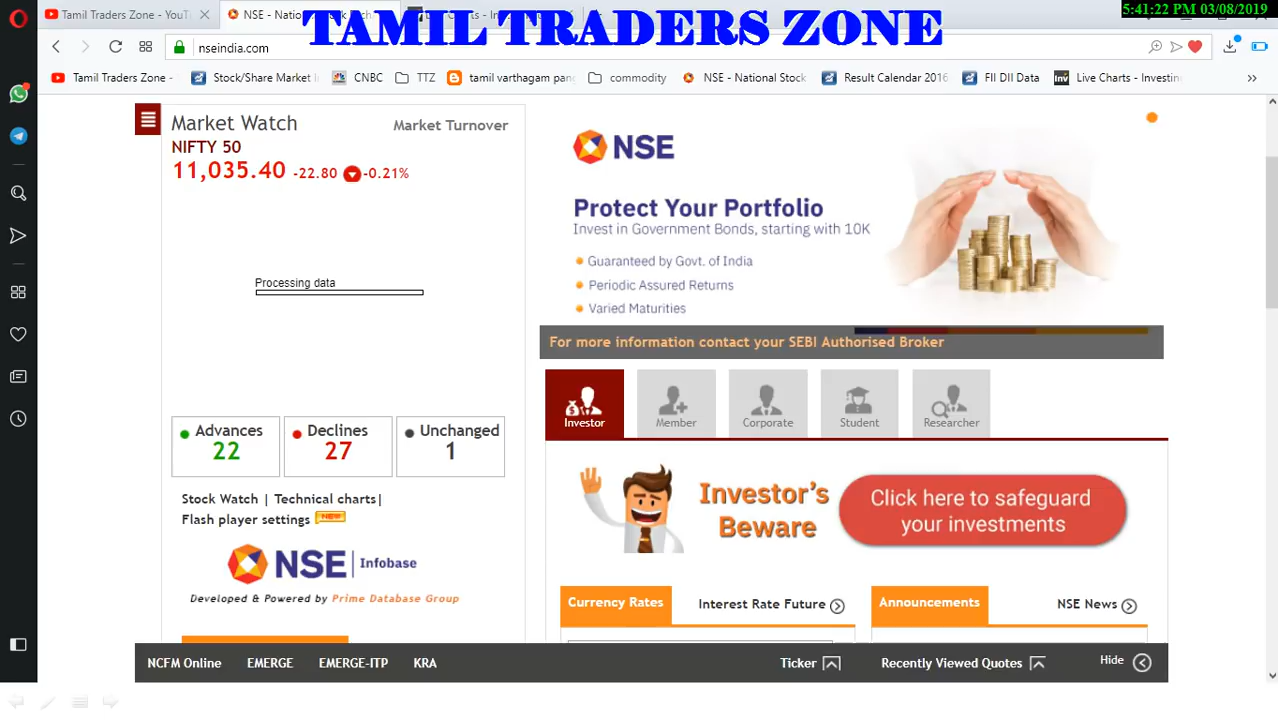 5:41:22 PM 03/08/2019
TAMIL TRADERS ZONE
Tamil Traders Zone - YouT
NSE - Nation
nseindia.com
Tamil Traders Zone -
Stock/Share Market
CNBC
TTZ
tamil varthagam pan
commodity
NSE - National Stock
Result Calendar 2016
FII DII Data
Inv
Live Charts - Investin
Market Watch
Market Turnover
NIFTY 50
11,035.40 -22.80 -0.21%
Processing data
Advances
22
Declines
27
Unchanged
1
Stock Watch | Technical charts|
Flash player settings NEW
NSE | Infobase
Developed & Powered by Prime Database Group
NSE
Protect Your Portfolio
Invest in Government Bonds, starting with 10K
Guaranteed by Govt. of India
Periodic Assured Returns
Varied Maturities
For more information contact your SEBI Authorised Broker
Investor
Member
Corporate
Student
Researcher
Investor's
Beware
Click here to safeguard
your investments
Currency Rates
Interest Rate Future
Announcements
NSE News
NCFM Online
EMERGE
EMERGE-ITP
KRA
Ticker
Recently Viewed Quotes
Hide